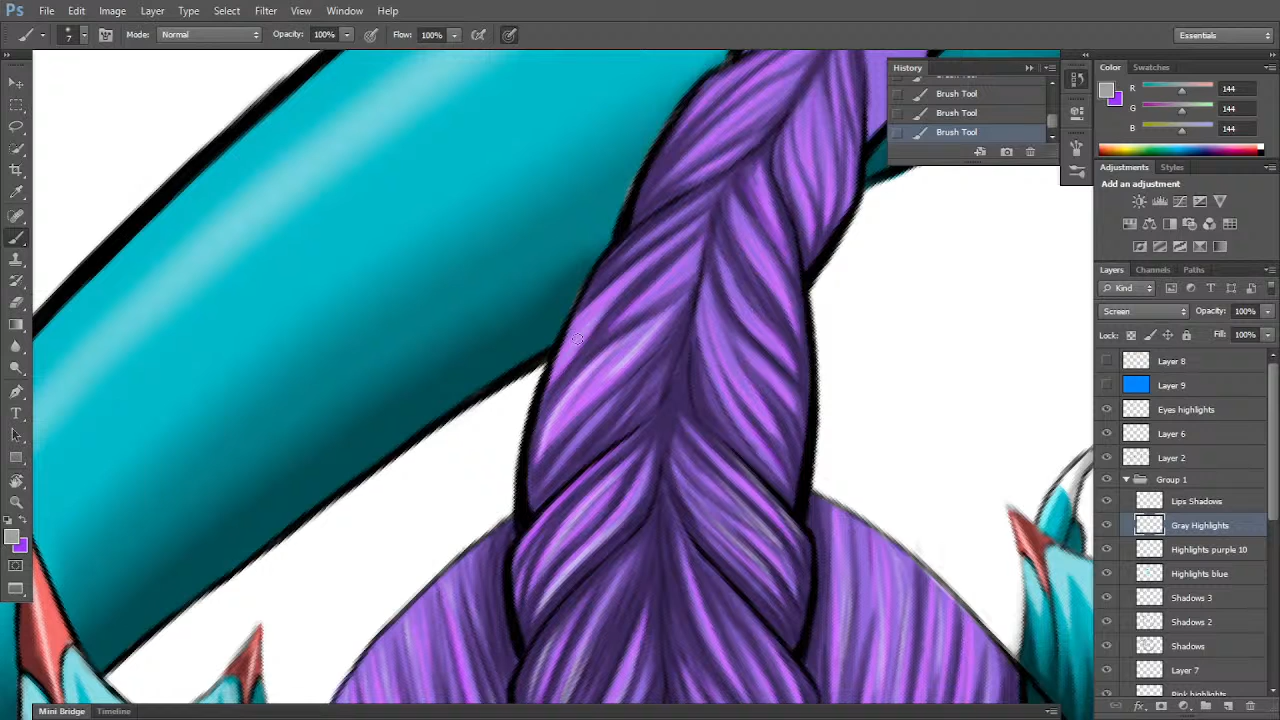 Ps File Edit Image Layer Type Select Filter View Window Help
7 Mode: Normal Opacity: 100% Flow: 100% Essentials
History
Brush Tool
Brush Tool
Brush Tool
Color Swatches
R 144
G 144
B 144
Adjustments Styles
Add an adjustment
Layers Channels Paths
Kind
Screen Opacity: 100%
Lock: Fill: 100%
Layer 8
Layer 9
Eyes highlights
Layer 6
Layer 2
Group 1
Lips Shadows
Gray Highlights
Highlights purple 10
Highlights blue
Shadows 3
Shadows 2
Shadows
Layer 7
Pink highlights
Mini Bridge Timeline